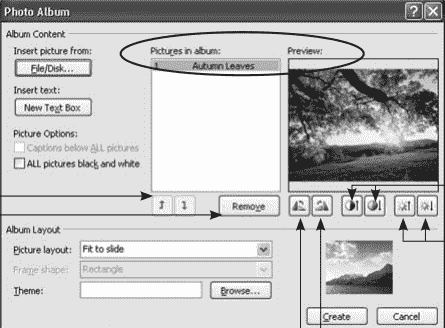 Photo Album
Album Content
Insert picture from:
File/Disk...
Insert text:
New Text Box
Picture Options:
Captions below ALL pictures
ALL pictures black and white
Pictures in album:
1 Autumn Leaves
Preview:
Remove
Album Layout
Picture layout: Fit to slide
Frame shape: Rectangle
Theme:
Browse...
Create
Cancel